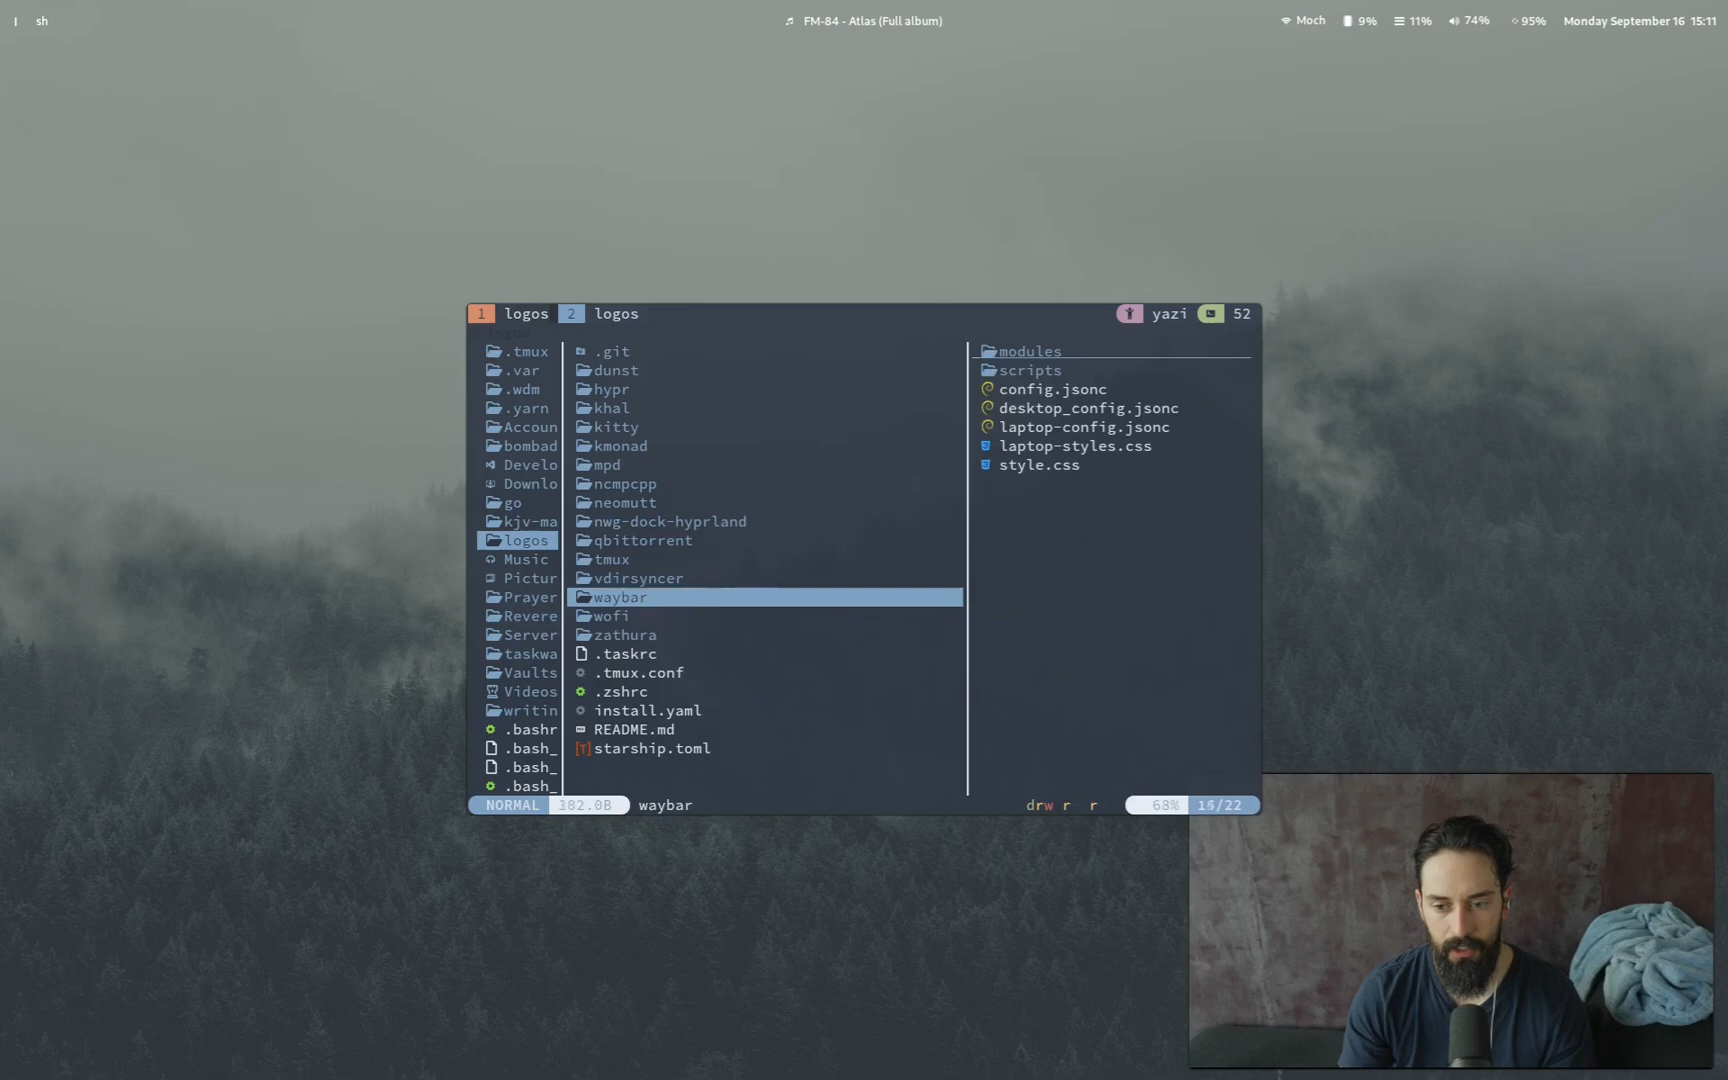 sh
FM-84 - Atlas (Full album)
Moch 9% 11% 74% 95% Monday September 16 15:11
1 logos 2 logos
yazi 52
.tmux
.var
.wdm
.yarn
Accoun
bombad
Develo
Downlo
go
kjv-ma
logos
Music
Pictur
Prayer
Revere
Server
taskwa
Vaults
Videos
writin
.bashr
.bash_
.bash_
.bash_
.git
dunst
hypr
khal
kitty
kmonad
mpd
ncmpcpp
neomutt
nwg-dock-hyprland
qbittorrent
tmux
vdirsyncer
waybar
wofi
zathura
.taskrc
.tmux.conf
.zshrc
install.yaml
README.md
starship.toml
modules
scripts
config.jsonc
desktop_config.jsonc
laptop-config.jsonc
laptop-styles.css
style.css
NORMAL 382.0B waybar
drw r r 68% 16/22